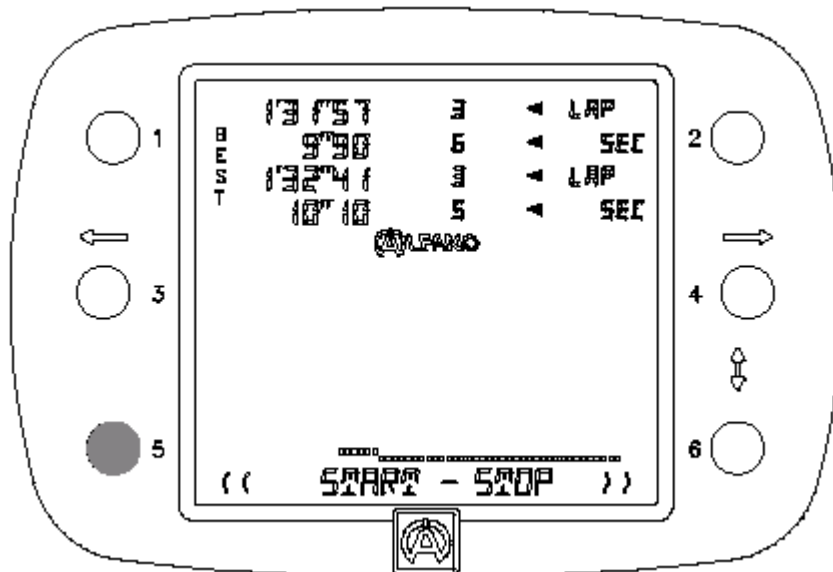 1'31"57 3 ◄ LAP
9"90 6 ◄ SEC
1'32"41 3 ◄ LAP
10"10 5 ◄ SEC
BEST
1
2
ALFANO
3
4
5
6
(( START - STOP ))
A